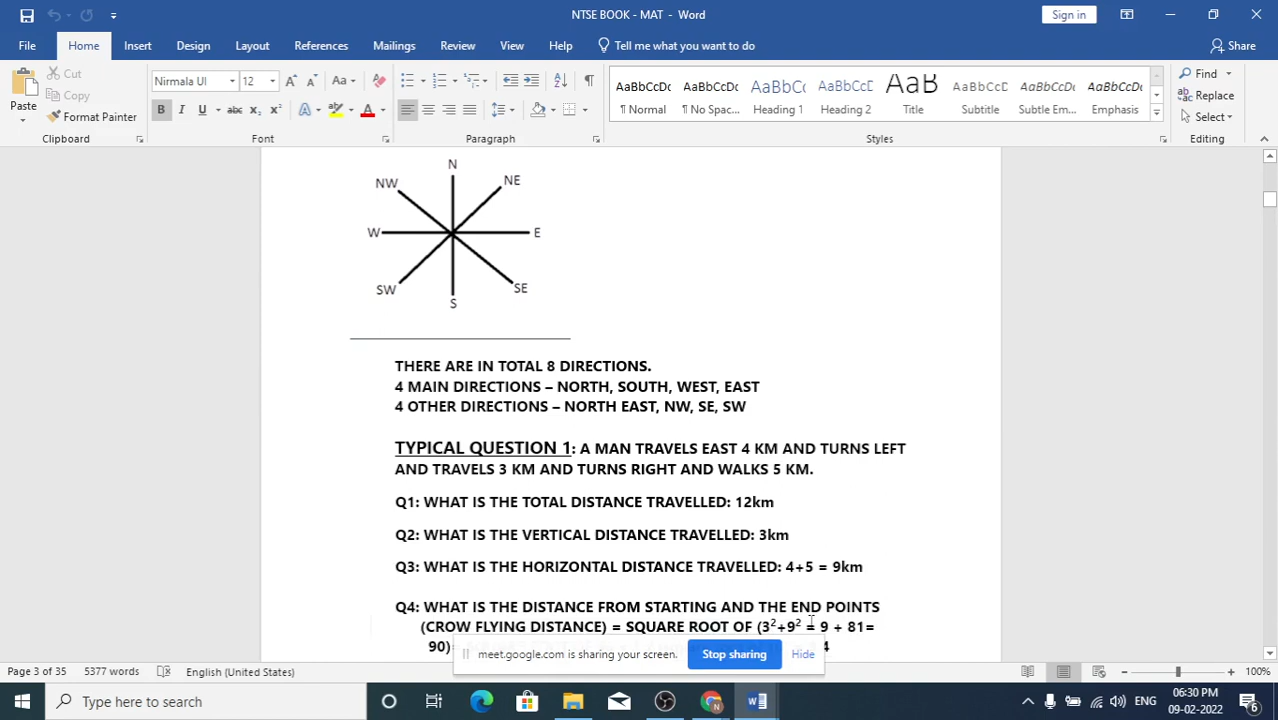 NTSE BOOK - MAT - Word
Sign in
File Home Insert Design Layout References Mailings Review View Help Tell me what you want to do Share
Paste
Cut
Copy
Format Painter
Clipboard
Nirmala UI 12
Font
Paragraph
AaBbCcDc ¶ Normal
AaBbCcDc ¶ No Spac...
AaBbCc Heading 1
AaBbCcD Heading 2
AaB Title
AaBbCcD Subtitle
AaBbCcDc Subtle Em...
AaBbCcDc Emphasis
Styles
Find
Replace
Select
Editing
N
NW NE
W E
SW SE
S
THERE ARE IN TOTAL 8 DIRECTIONS.
4 MAIN DIRECTIONS – NORTH, SOUTH, WEST, EAST
4 OTHER DIRECTIONS – NORTH EAST, NW, SE, SW
TYPICAL QUESTION 1: A MAN TRAVELS EAST 4 KM AND TURNS LEFT
AND TRAVELS 3 KM AND TURNS RIGHT AND WALKS 5 KM.
Q1: WHAT IS THE TOTAL DISTANCE TRAVELLED: 12km
Q2: WHAT IS THE VERTICAL DISTANCE TRAVELLED: 3km
Q3: WHAT IS THE HORIZONTAL DISTANCE TRAVELLED: 4+5 = 9km
Q4: WHAT IS THE DISTANCE FROM STARTING AND THE END POINTS
(CROW FLYING DISTANCE) = SQUARE ROOT OF (3²+9² = 9 + 81=
90)= 4
meet.google.com is sharing your screen. Stop sharing Hide
Page 3 of 35 5377 words English (United States) 100%
Type here to search
ENG
06:30 PM
09-02-2022
6